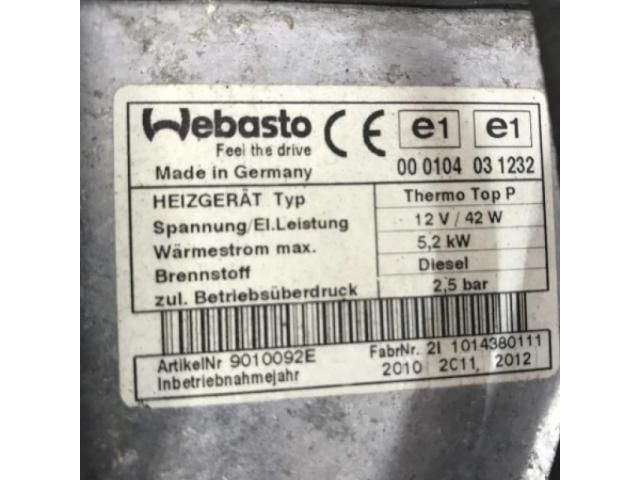 Webasto CE e1 e1
Feel the drive
Made in Germany 00 0104 03 1232
HEIZGERÄT Typ Thermo Top P
Spannung/El.Leistung 12 V / 42 W
Wärmestrom max. 5,2 kW
Brennstoff Diesel
zul. Betriebsüberdruck 2,5 bar
ArtikelNr 9010092E FabrNr. 2I 1014380111
Inbetriebnahmejahr 2010 2C11, 2012